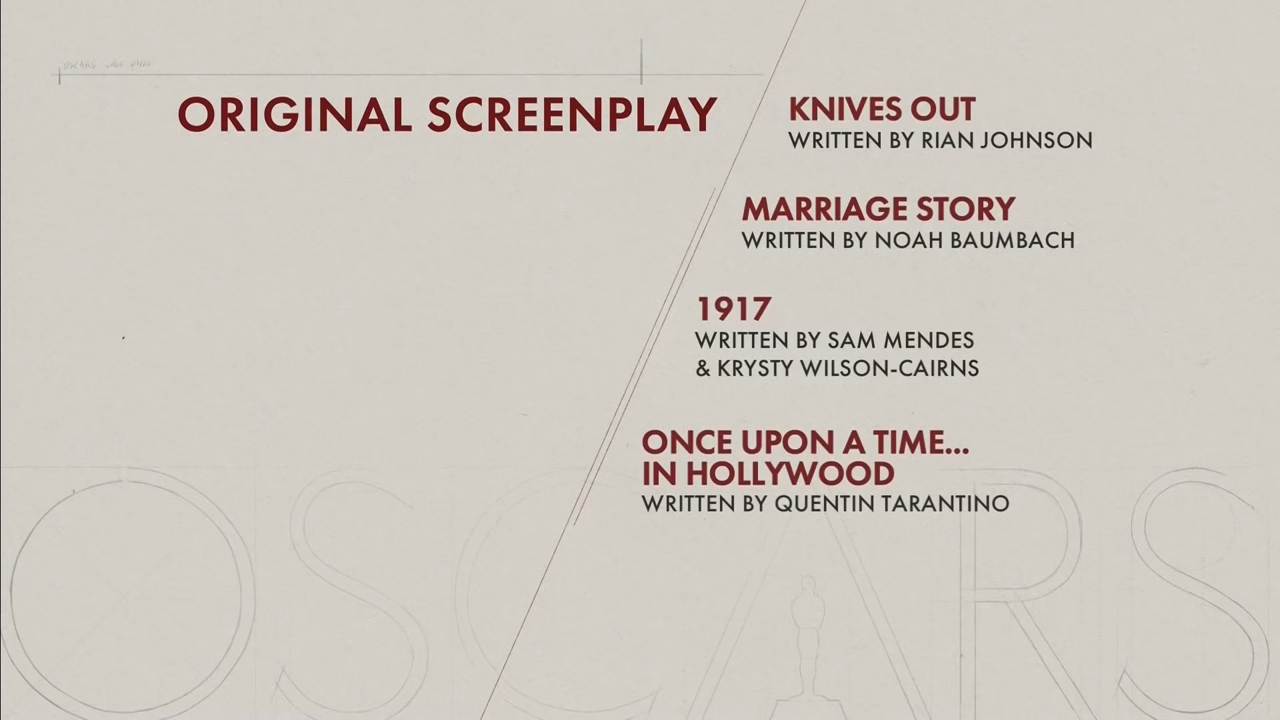 ORIGINAL SCREENPLAY
KNIVES OUT
WRITTEN BY RIAN JOHNSON
MARRIAGE STORY
WRITTEN BY NOAH BAUMBACH
1917
WRITTEN BY SAM MENDES
& KRYSTY WILSON-CAIRNS
ONCE UPON A TIME...
IN HOLLYWOOD
WRITTEN BY QUENTIN TARANTINO
OSCARS